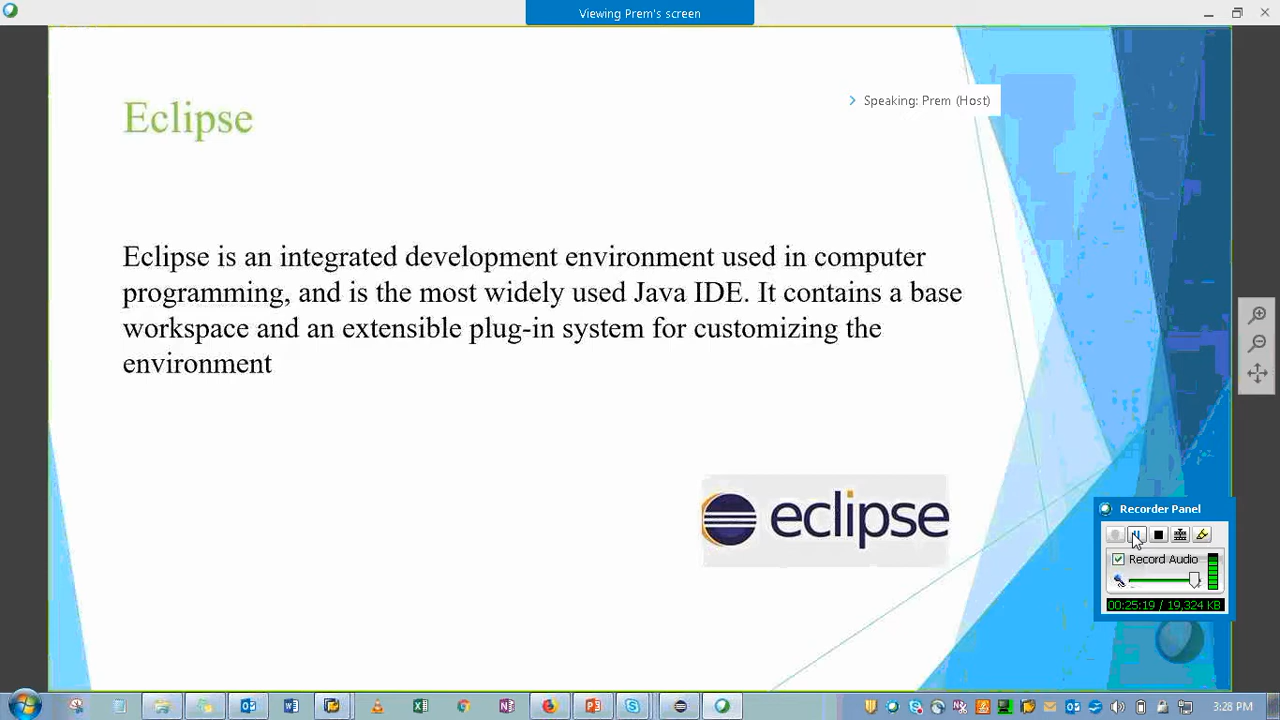 Viewing Prem's screen
Speaking: Prem (Host)
Eclipse
Eclipse is an integrated development environment used in computer
programming, and is the most widely used Java IDE. It contains a base
workspace and an extensible plug-in system for customizing the
environment
eclipse
Recorder Panel
Record Audio
00:25:19 / 19,324 KB
3:28 PM